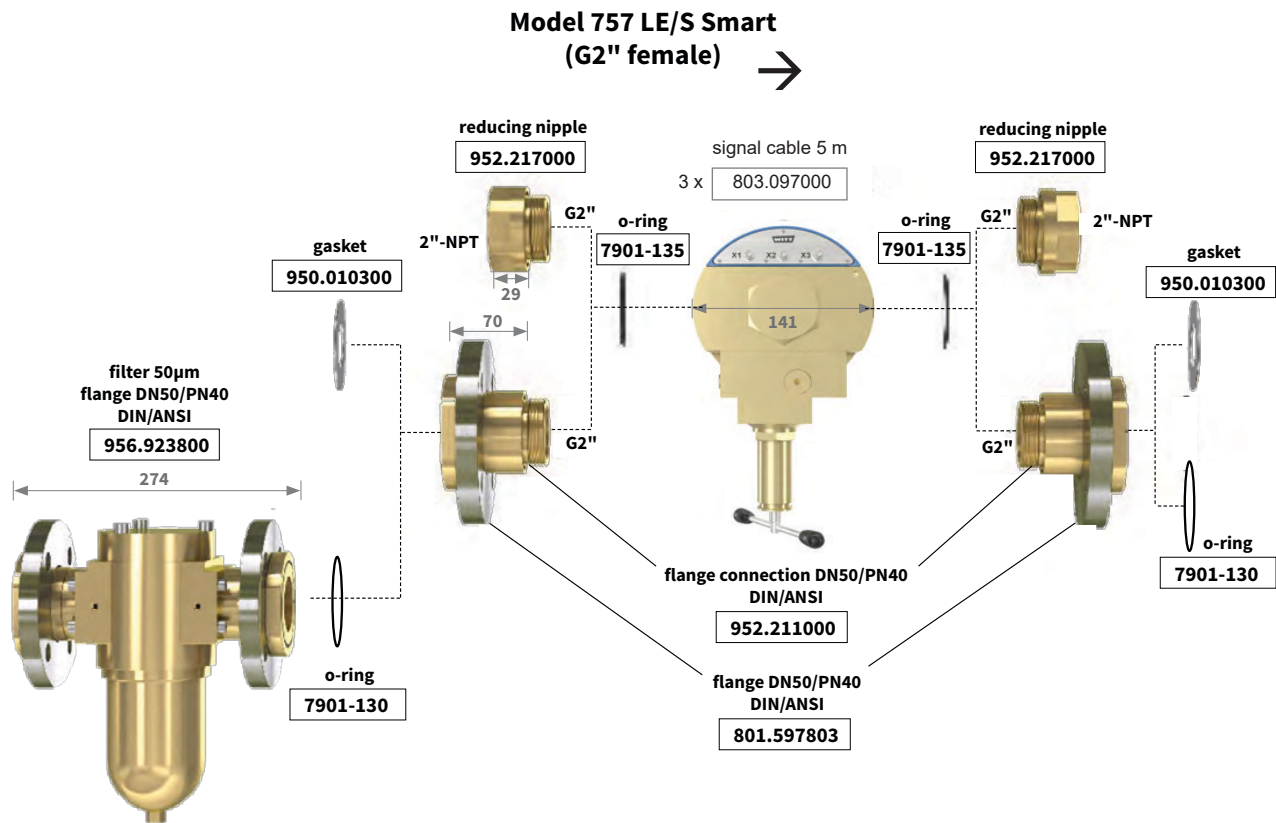 Model 757 LE/S Smart
(G2" female)
reducing nipple
952.217000
signal cable 5 m
3 x 803.097000
reducing nipple
952.217000
G2"
2"-NPT
o-ring
7901-135
o-ring
7901-135
G2"
2"-NPT
gasket
950.010300
gasket
950.010300
WITT
X1 X2 X3
29
70
141
filter 50µm
flange DN50/PN40
DIN/ANSI
956.923800
274
G2"
G2"
o-ring
7901-130
flange connection DN50/PN40
DIN/ANSI
952.211000
o-ring
7901-130
flange DN50/PN40
DIN/ANSI
801.597803